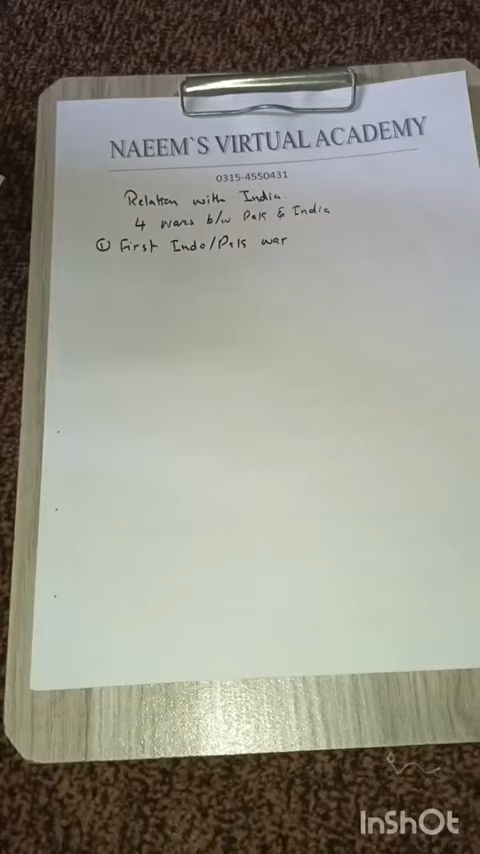 NAEEM`S VIRTUAL ACADEMY
0315-4550431
Relation with India.
4 wars b/w Pak & India
① First Indo/Pak war
InShOt